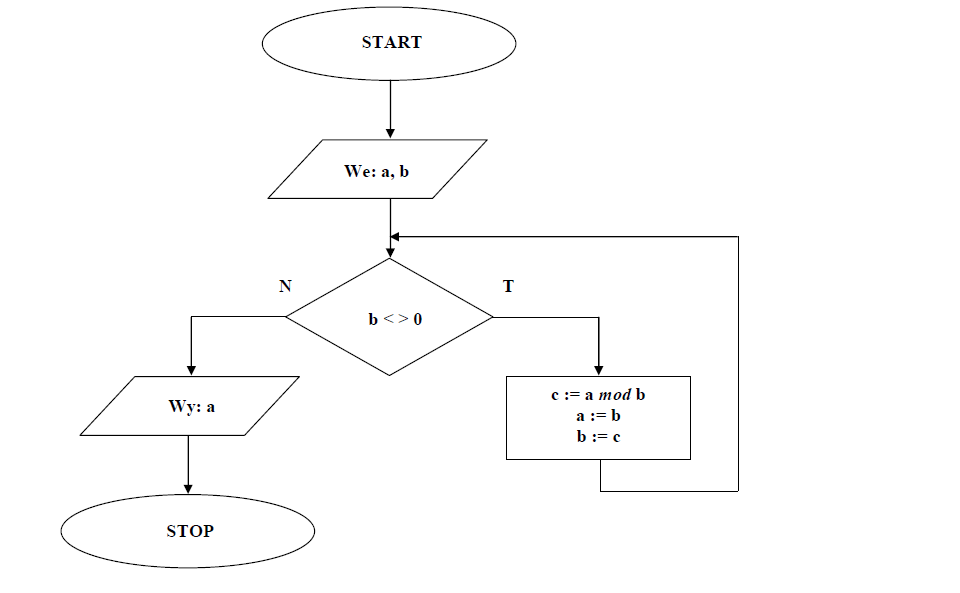 START
We: a, b
N
T
b < > 0
c := a mod b
a := b
b := c
Wy: a
STOP